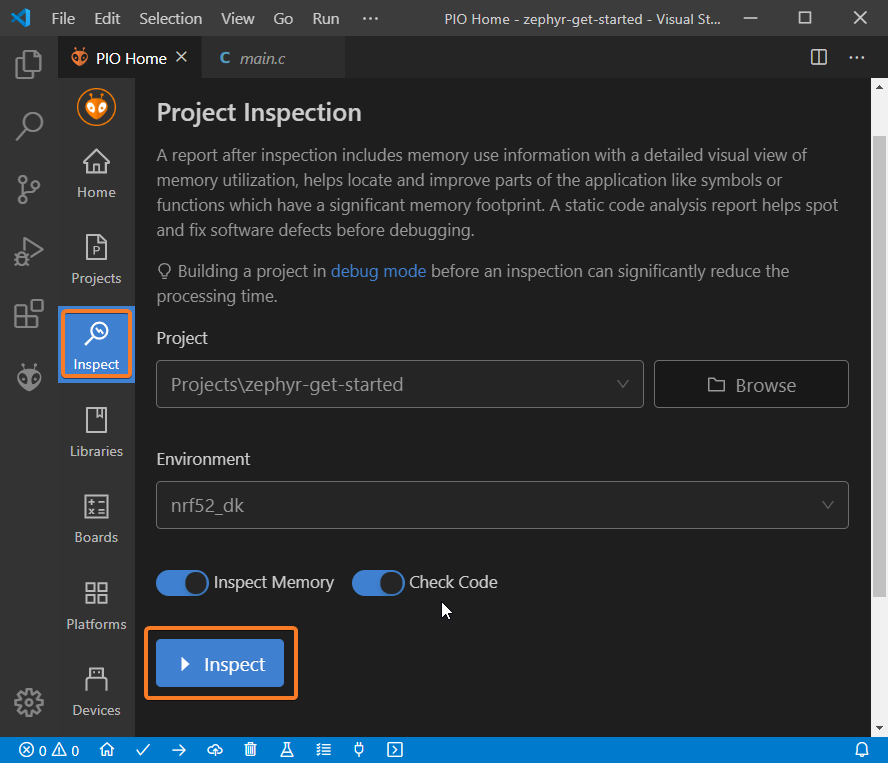 File Edit Selection View Go Run ··· PIO Home - zephyr-get-started - Visual St...
PIO Home C main.c
Project Inspection
A report after inspection includes memory use information with a detailed visual view of
memory utilization, helps locate and improve parts of the application like symbols or
functions which have a significant memory footprint. A static code analysis report helps spot
and fix software defects before debugging.
Building a project in debug mode before an inspection can significantly reduce the
processing time.
Project
Projects\zephyr-get-started Browse
Environment
nrf52_dk
Inspect Memory Check Code
Inspect
Home
Projects
Inspect
Libraries
Boards
Platforms
Devices
0 0